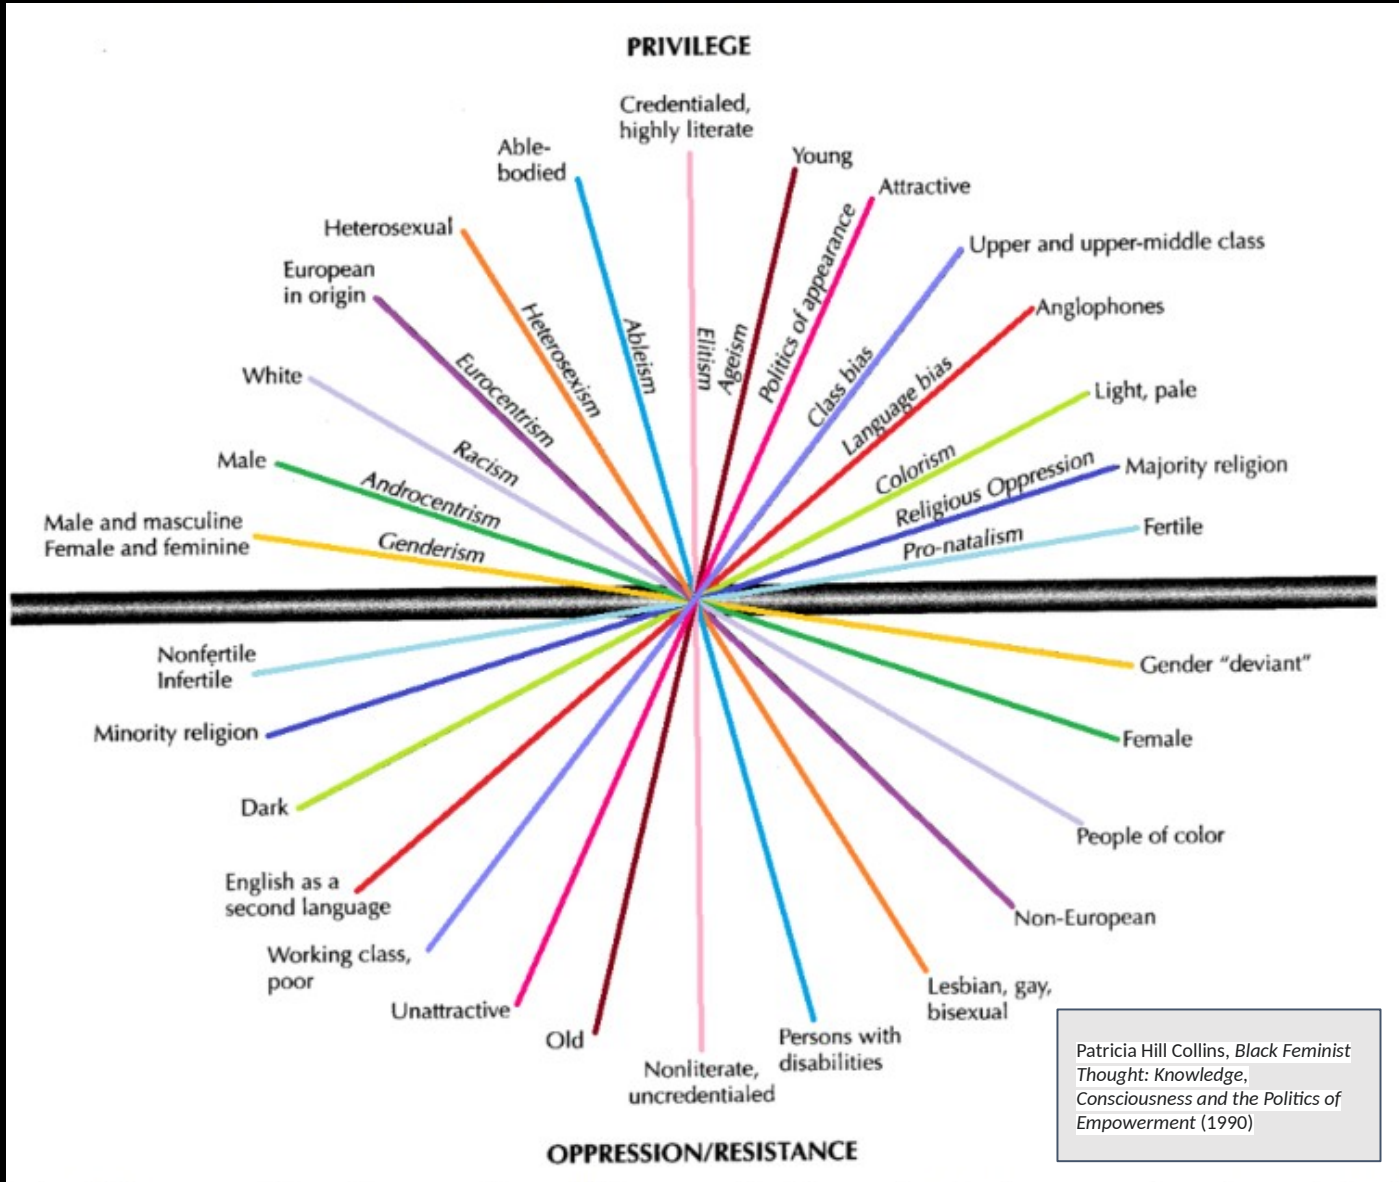 PRIVILEGE
Credentialed,
highly literate
Able-
bodied
Young
Attractive
Heterosexual
Upper and upper-middle class
European
in origin
Anglophones
White
Light, pale
Male
Majority religion
Male and masculine
Female and feminine
Fertile
Genderism
Androcentrism
Racism
Eurocentrism
Heterosexism
Ableism
Elitism
Ageism
Politics of appearance
Class bias
Language bias
Colorism
Religious Oppression
Pro-natalism
Nonfertile
Infertile
Gender “deviant”
Minority religion
Female
Dark
People of color
English as a
second language
Non-European
Working class,
poor
Lesbian, gay,
bisexual
Unattractive
Old
Persons with
disabilities
Nonliterate,
uncredentialed
OPPRESSION/RESISTANCE
Patricia Hill Collins, Black Feminist
Thought: Knowledge,
Consciousness and the Politics of
Empowerment (1990)